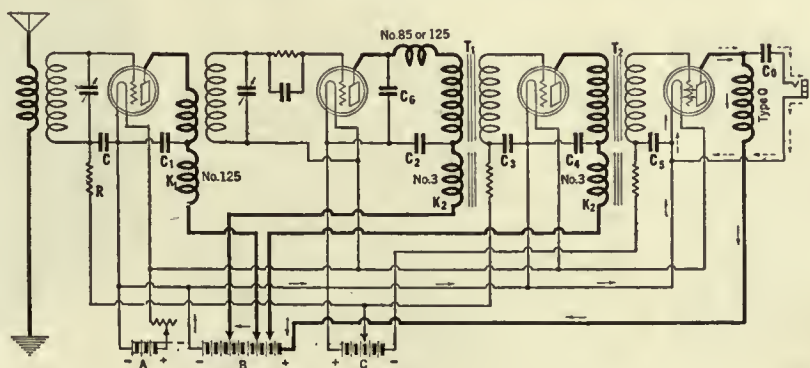 No.85 or 125
T₁
T₂
C₀
C₆
Type O
C
C₁
C₂
C₃
C₄
C₅
K₁
No.125
No.3
No.3
R
K₂
K₂
- A +
- B +
+ C -